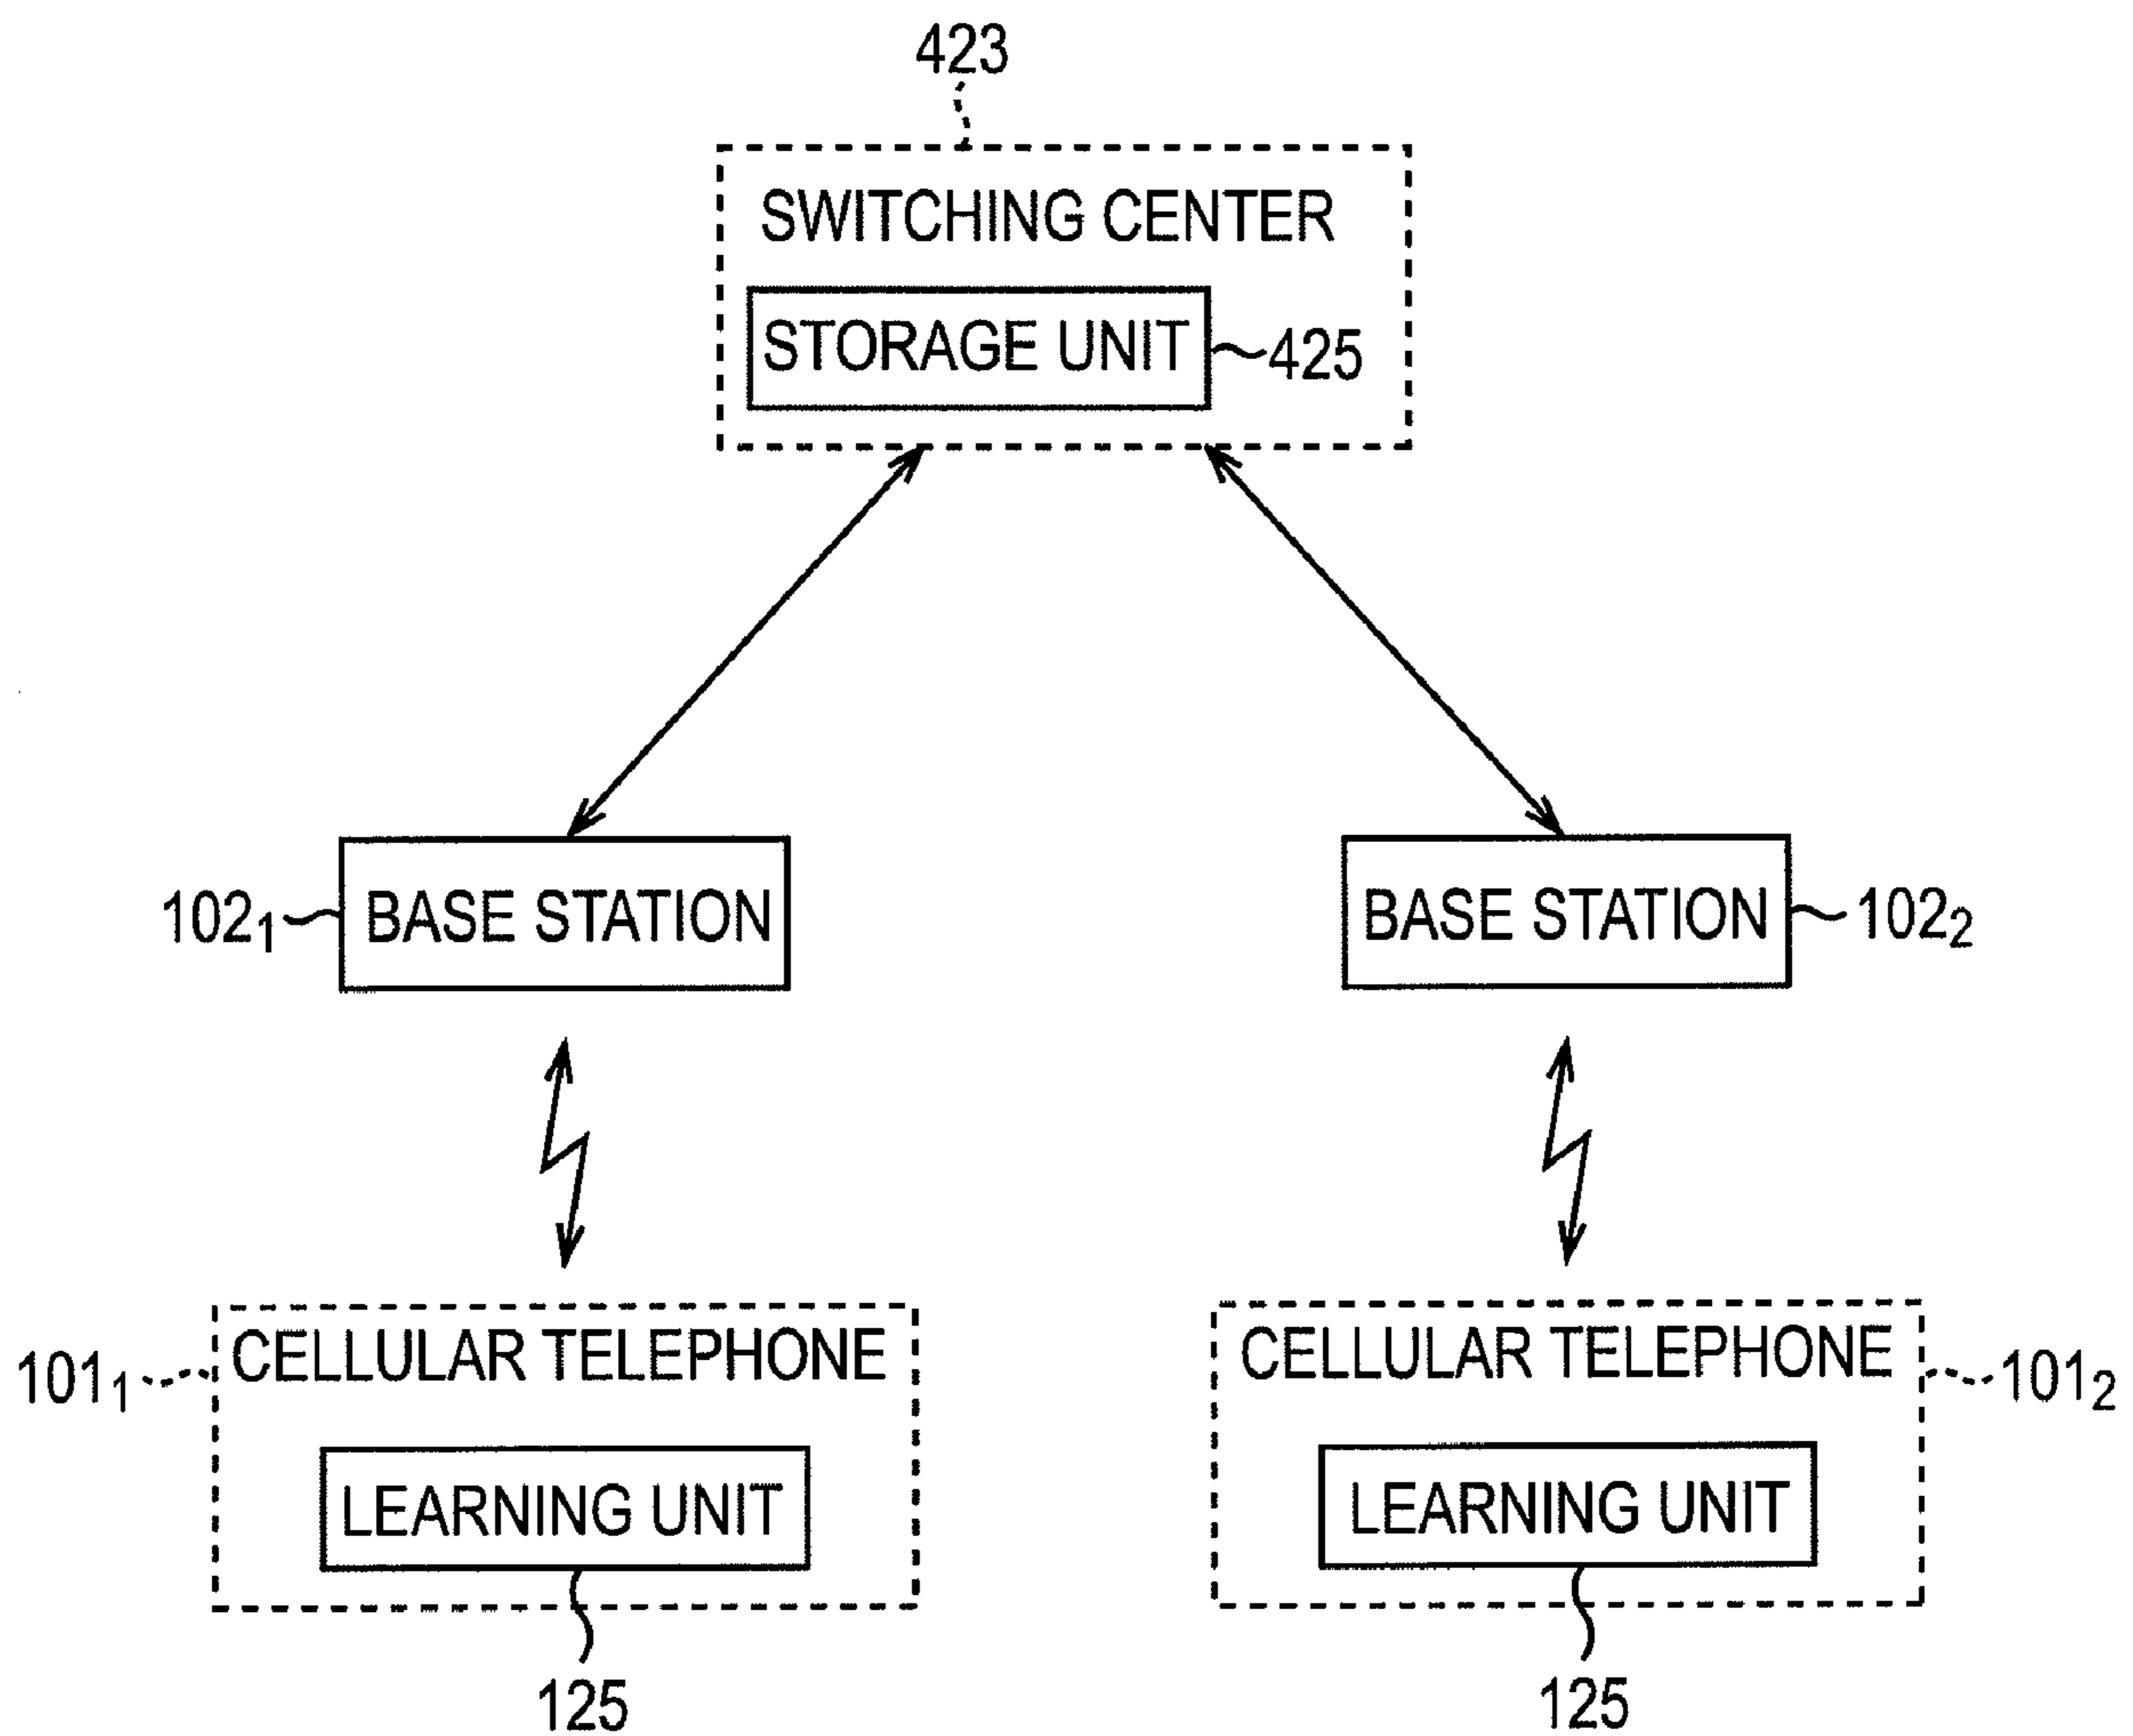 423
SWITCHING CENTER
STORAGE UNIT
425
102₁
BASE STATION
BASE STATION
102₂
101₁
CELLULAR TELEPHONE
CELLULAR TELEPHONE
101₂
LEARNING UNIT
LEARNING UNIT
125
125